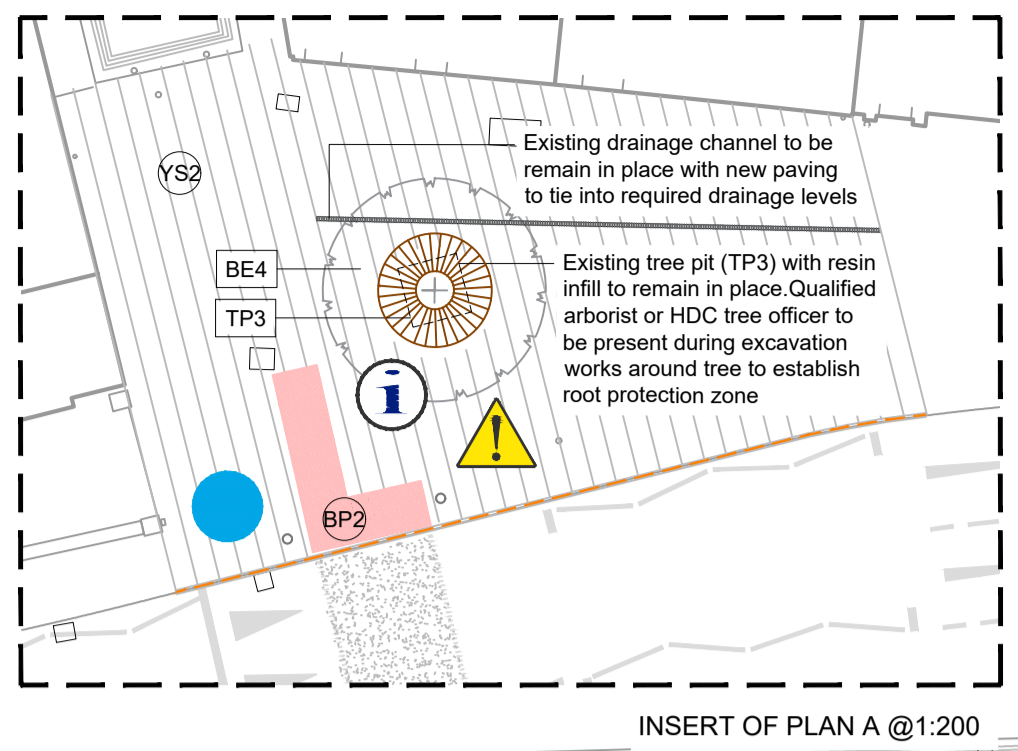 Existing drainage channel to be
remain in place with new paving
to tie into required drainage levels
YS2
BE4
TP3
Existing tree pit (TP3) with resin
infill to remain in place.Qualified
arborist or HDC tree officer to
be present during excavation
works around tree to establish
root protection zone
i
!
BP2
INSERT OF PLAN A @1:200